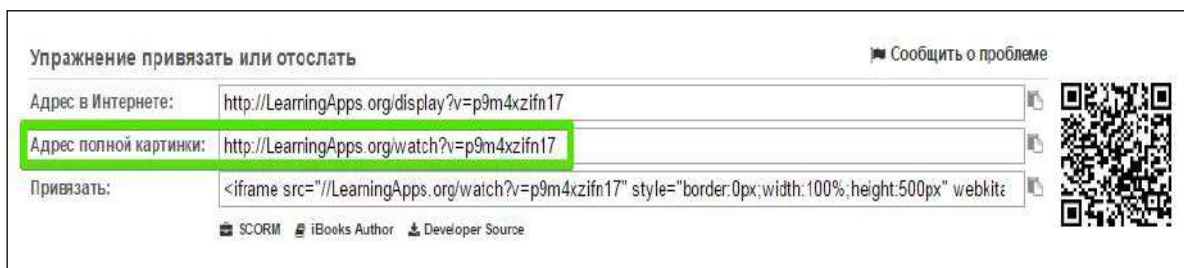 Упражнение привязать или отослать
Сообщить о проблеме
Адрес в Интернете: http://LearningApps.org/display?v=p9m4xzifn17
Адрес полной картинки: http://LearningApps.org/watch?v=p9m4xzifn17
Привязать: <iframe src="//LearningApps.org/watch?v=p9m4xzifn17" style="border:0px;width:100%;height:500px" webkita
SCORM iBooks Author Developer Source